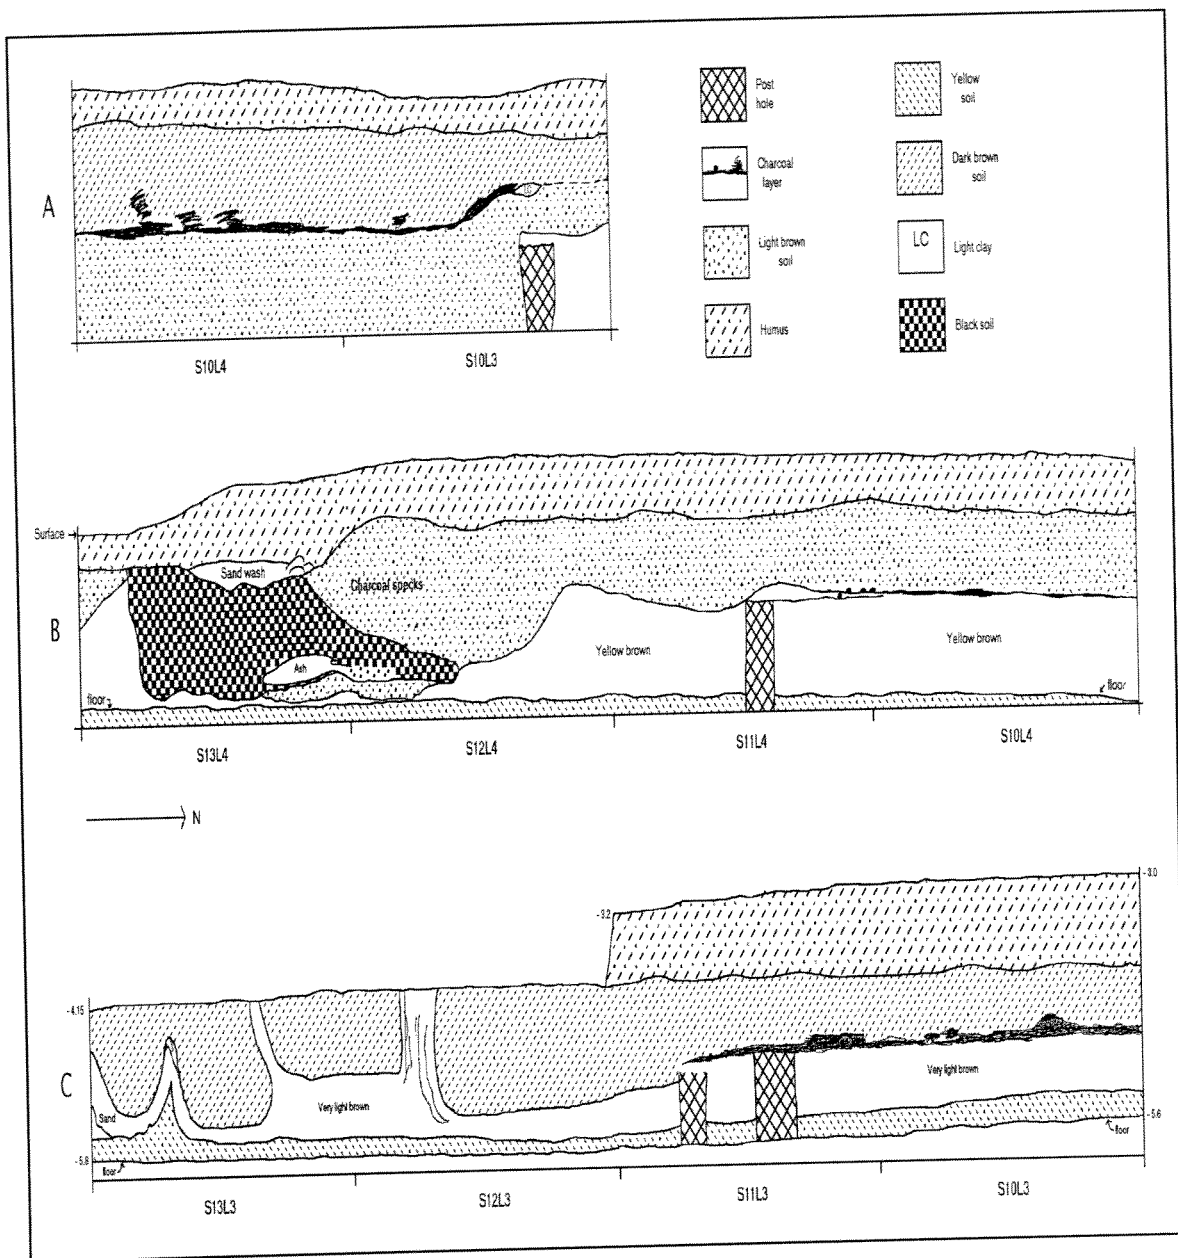 A
S10L4
S10L3
Post
hole
Yellow
soil
Charcoal
layer
Dark brown
soil
Light brown
soil
LC
Light clay
Humus
Black soil
B
Surface
Sand wash
Charcoal specks
Ash
Yellow brown
Yellow brown
floor
floor
S13L4
S12L4
S11L4
S10L4
N
C
-3.2
-3.0
-4.15
Sand
Very light brown
Very light brown
-5.6
floor
-5.8
floor
S13L3
S12L3
S11L3
S10L3